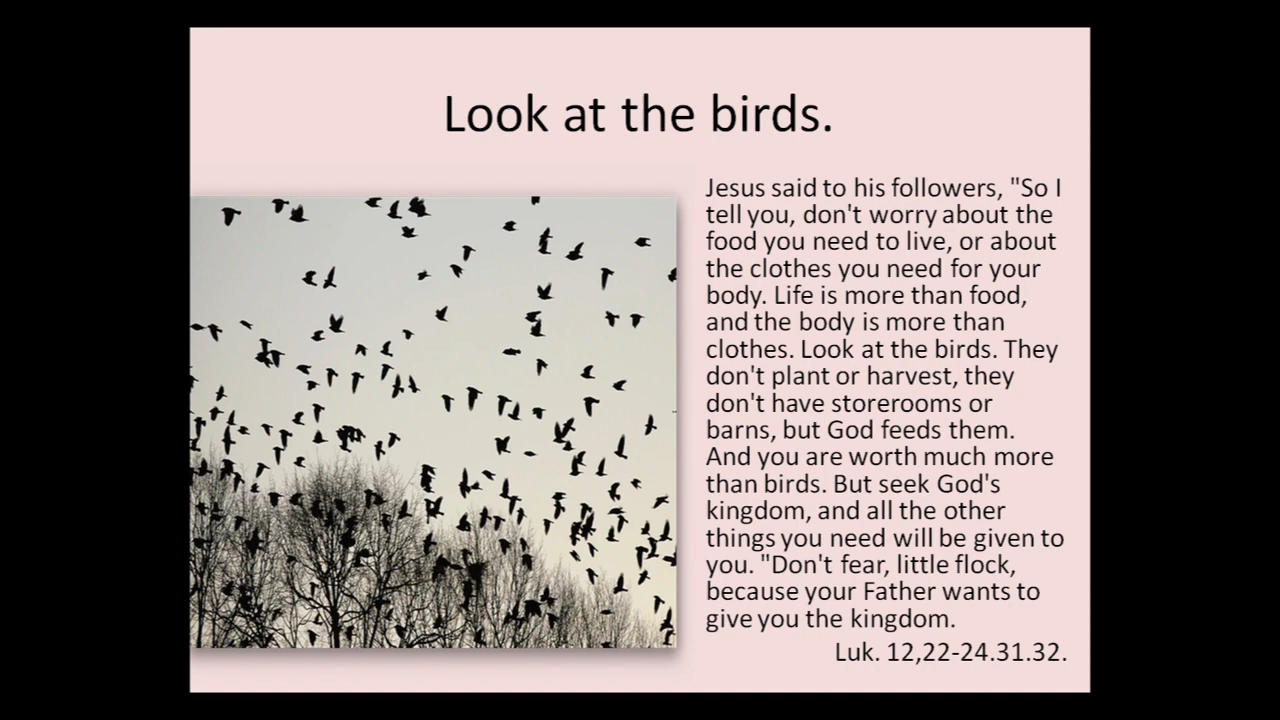 Look at the birds.
Jesus said to his followers, "So I
tell you, don't worry about the
food you need to live, or about
the clothes you need for your
body. Life is more than food,
and the body is more than
clothes. Look at the birds. They
don't plant or harvest, they
don't have storerooms or
barns, but God feeds them.
And you are worth much more
than birds. But seek God's
kingdom, and all the other
things you need will be given to
you. "Don't fear, little flock,
because your Father wants to
give you the kingdom.
Luk. 12,22-24.31.32.